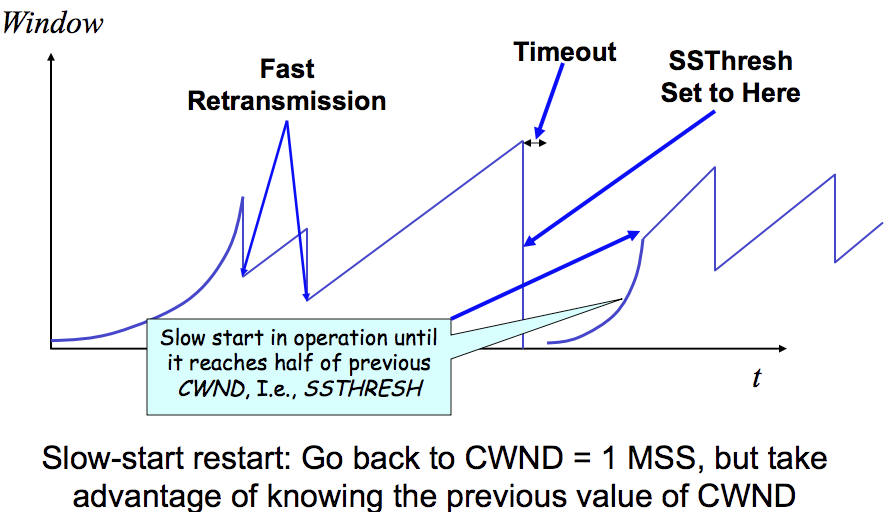 Window
Fast
Retransmission
Timeout
SSThresh
Set to Here
Slow start in operation until
it reaches half of previous
CWND, I.e., SSTHRESH
t
Slow-start restart: Go back to CWND = 1 MSS, but take
advantage of knowing the previous value of CWND